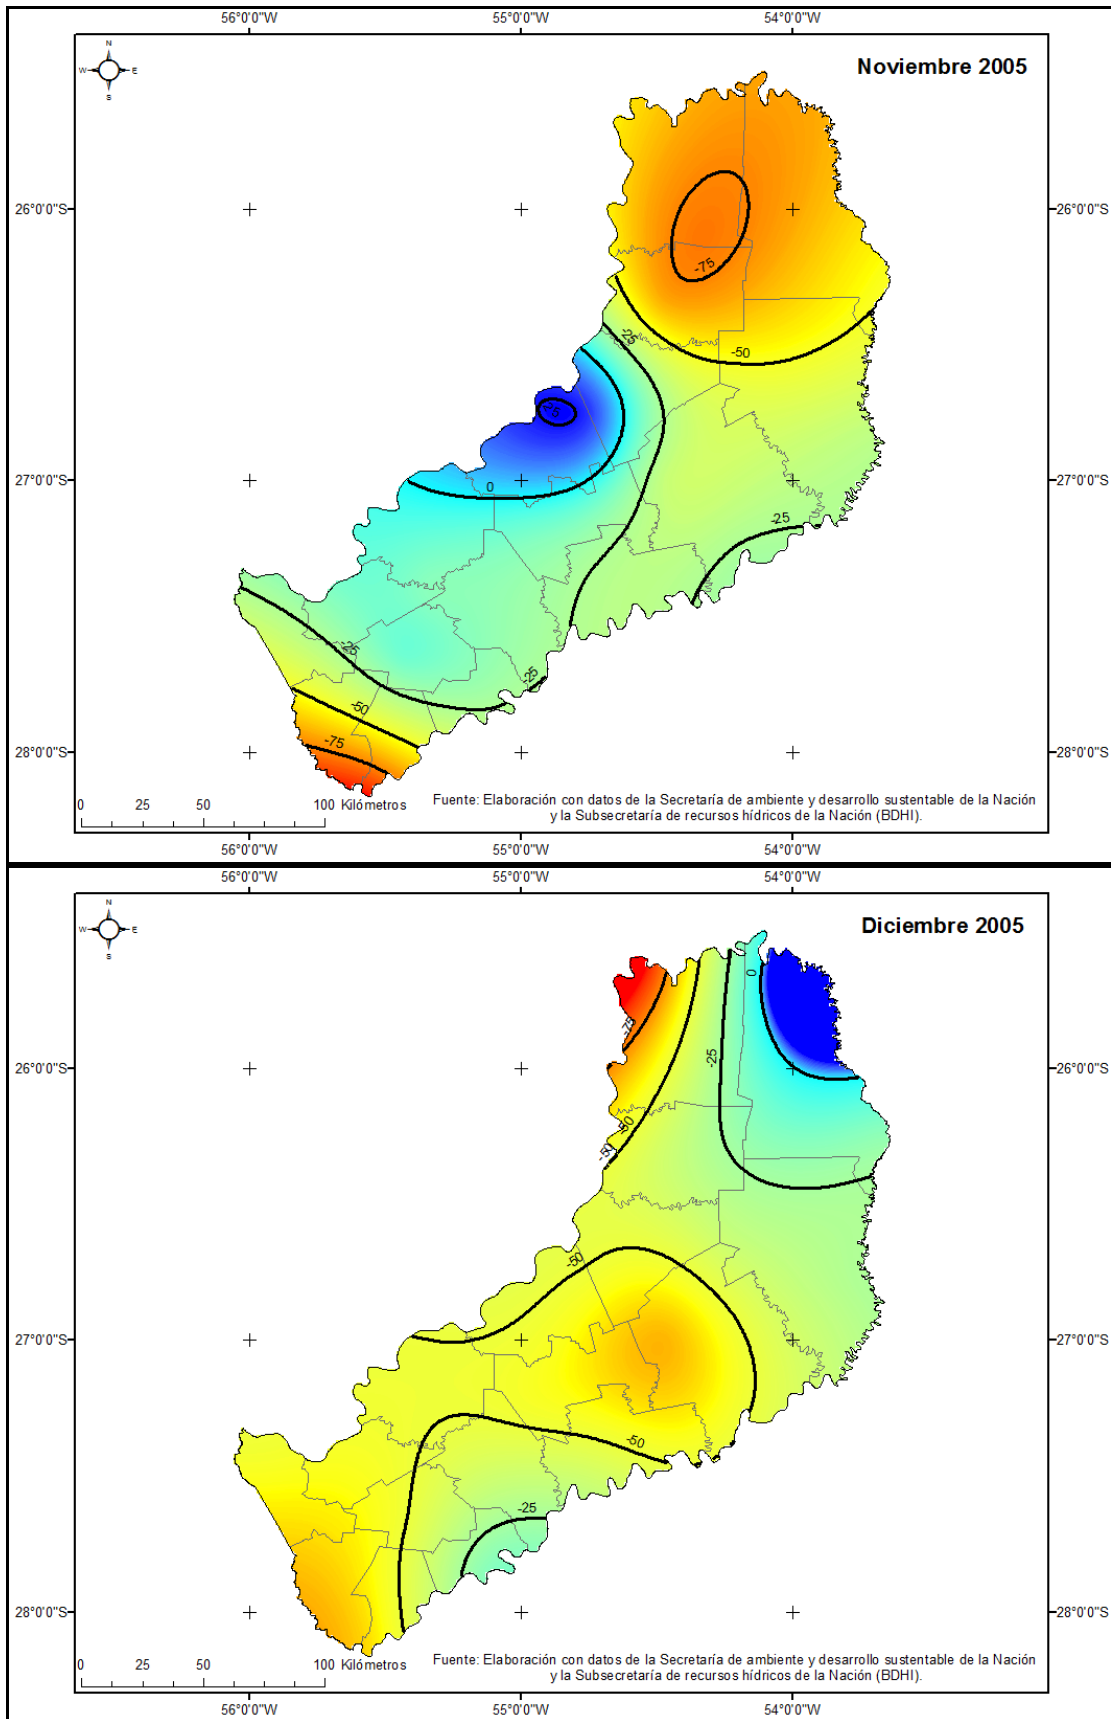 56°0'0"W 55°0'0"W 54°0'0"W
N
W E
S
Noviembre 2005
26°0'0"S 26°0'0"S
-75
-50
-25
-25
27°0'0"S 27°0'0"S
0
-25
-25
-25
-50
-75
28°0'0"S 28°0'0"S
0 25 50 100 Kilómetros
Fuente: Elaboración con datos de la Secretaría de ambiente y desarrollo sustentable de la Nación
y la Subsecretaría de recursos hídricos de la Nación (BDHI).
56°0'0"W 55°0'0"W 54°0'0"W
56°0'0"W 55°0'0"W 54°0'0"W
N
W E
S
Diciembre 2005
0
-75
-25
26°0'0"S 26°0'0"S
-50
-50
-50
27°0'0"S 27°0'0"S
-50
-25
28°0'0"S 28°0'0"S
0 25 50 100 Kilómetros
Fuente: Elaboración con datos de la Secretaría de ambiente y desarrollo sustentable de la Nación
y la Subsecretaría de recursos hídricos de la Nación (BDHI).
56°0'0"W 55°0'0"W 54°0'0"W